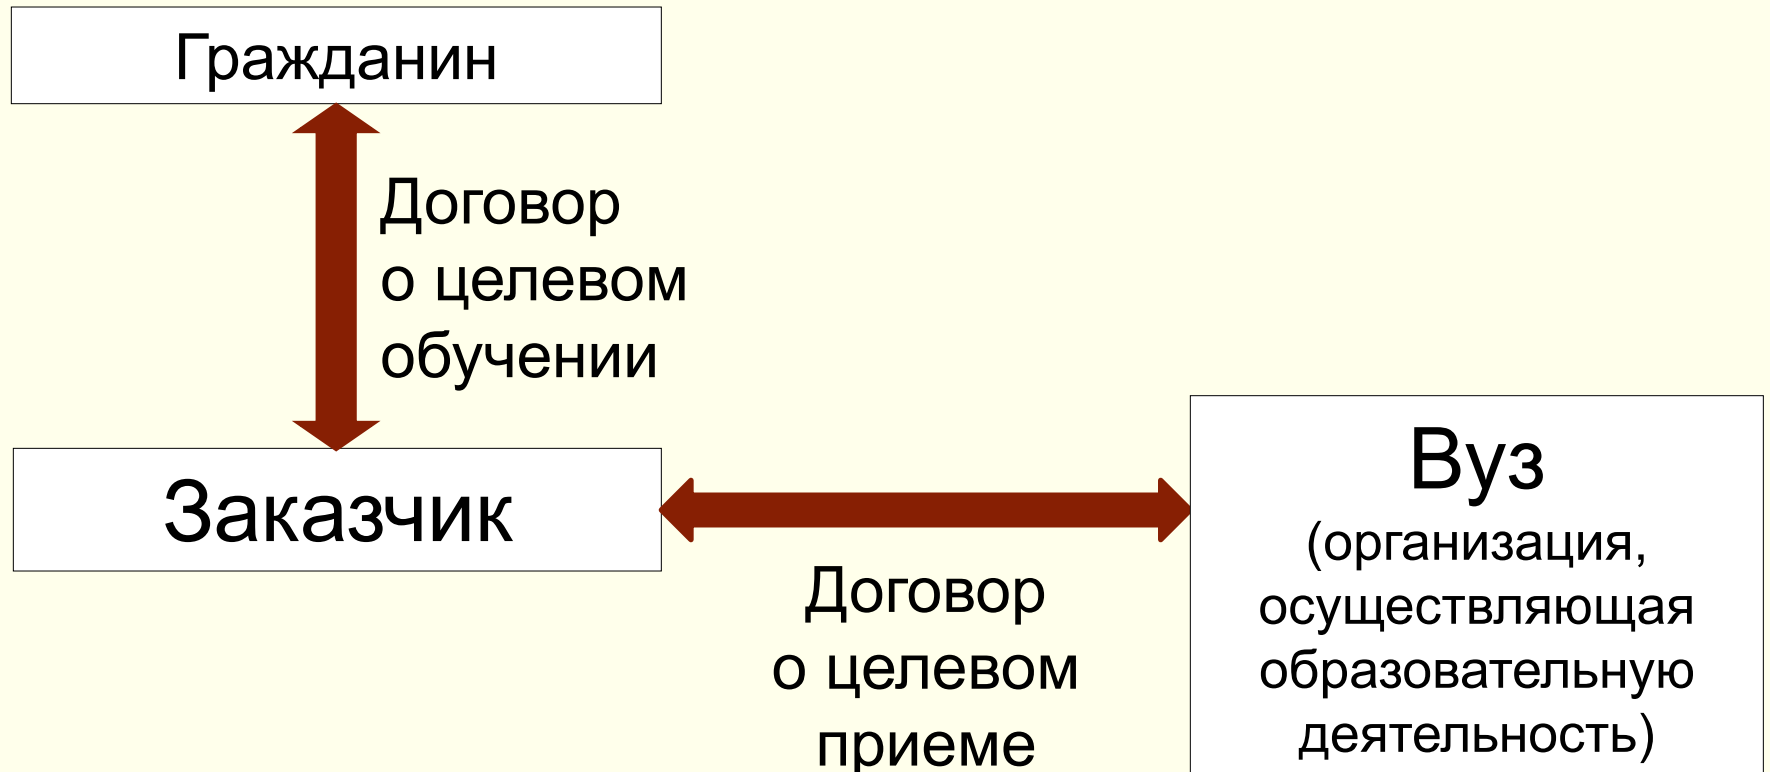 Гражданин
Договор
о целевом
обучении
Заказчик
Договор
о целевом
приеме
Вуз
(организация,
осуществляющая
образовательную
деятельность)